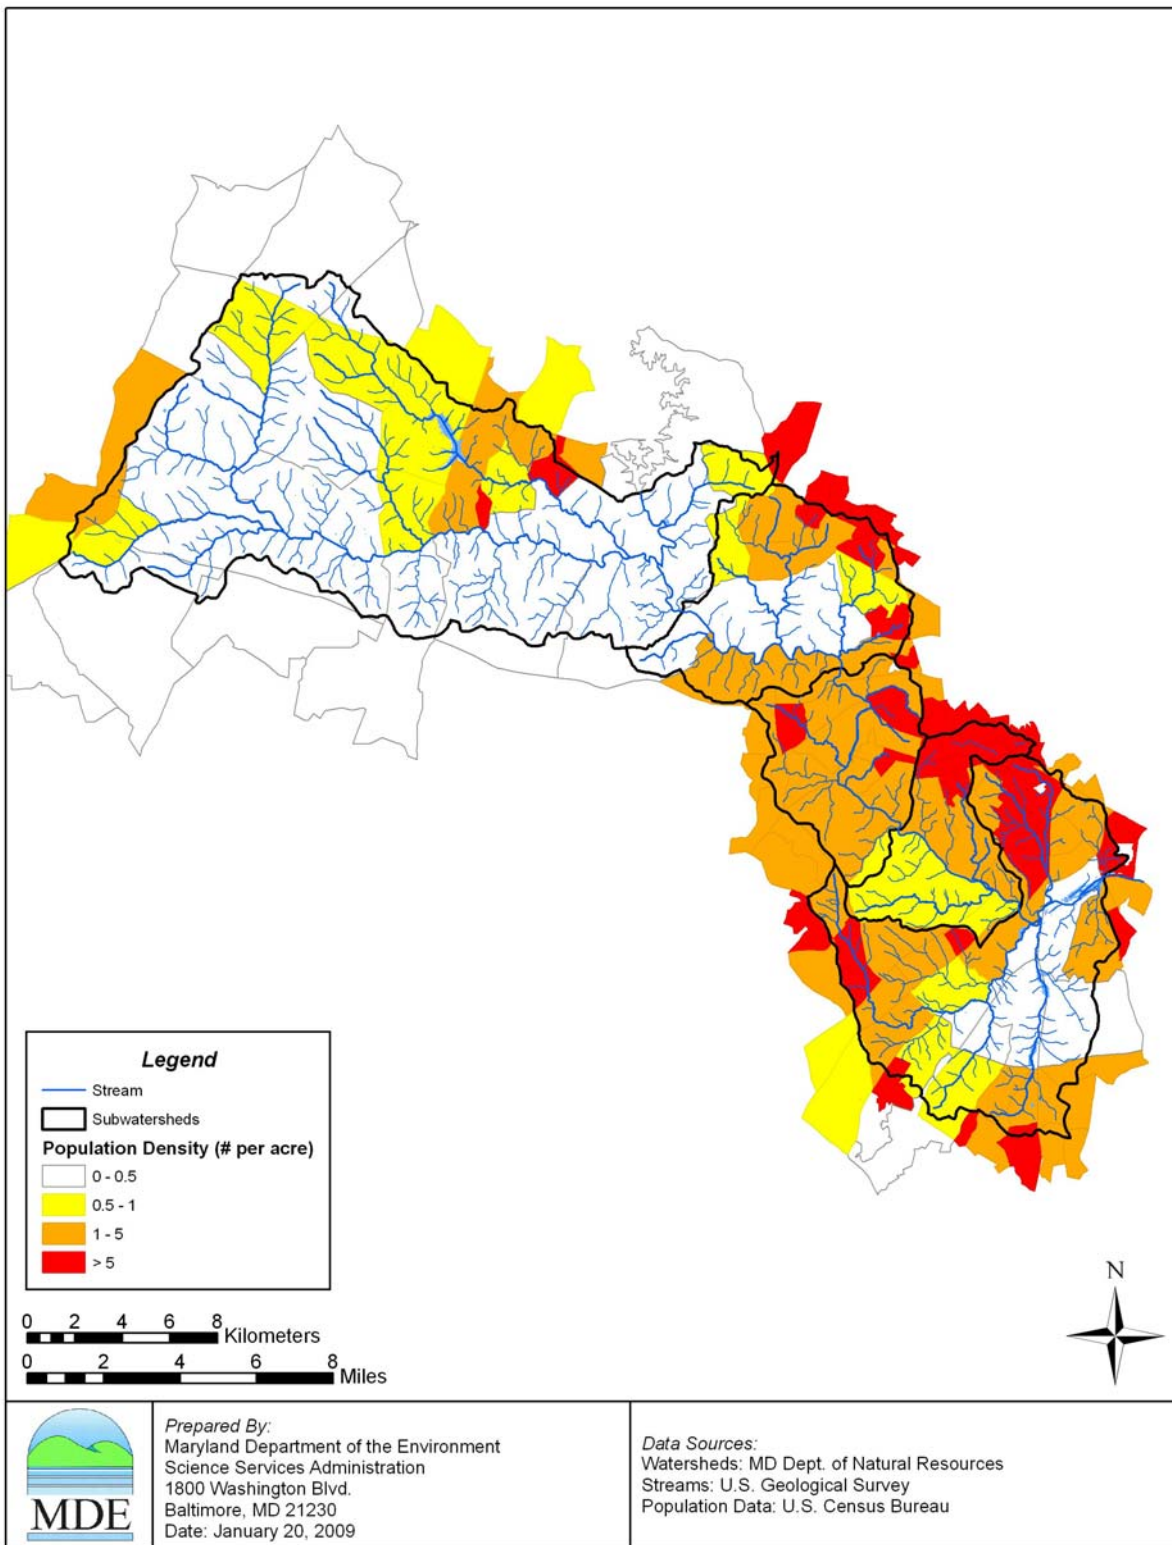 Legend
Stream
Subwatersheds
Population Density (# per acre)
0 - 0.5
0.5 - 1
1 - 5
> 5
N
0 2 4 6 8
Kilometers
0 2 4 6 8
Miles
MDE
Prepared By:
Maryland Department of the Environment
Science Services Administration
1800 Washington Blvd.
Baltimore, MD 21230
Date: January 20, 2009
Data Sources:
Watersheds: MD Dept. of Natural Resources
Streams: U.S. Geological Survey
Population Data: U.S. Census Bureau